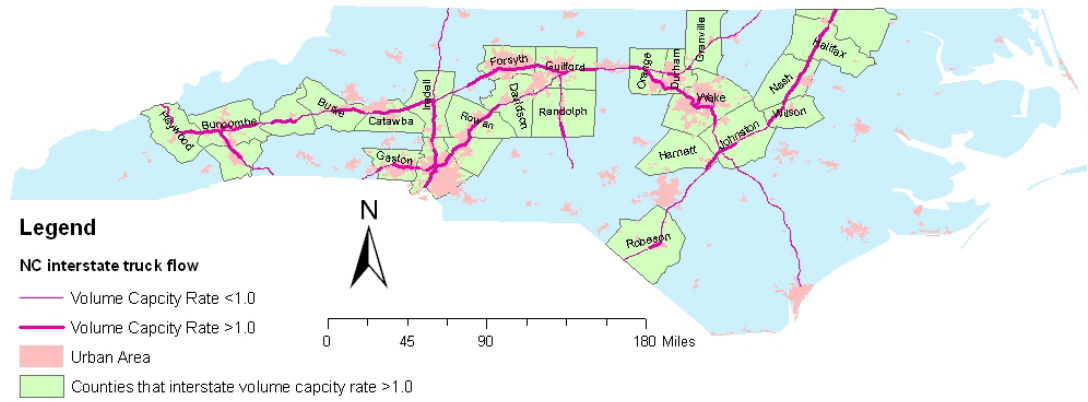 Granville
Halifax
Forsyth
Guilford
Orange
Durham
Nash
Iredell
Davidson
Wake
Burke
Haywood
Buncombe
Catawba
Rowan
Randolph
Wilson
Johnston
Gaston
Harnett
Robeson
N
Legend
NC interstate truck flow
Volume Capcity Rate <1.0
Volume Capcity Rate >1.0
Urban Area
Counties that interstate volume capcity rate >1.0
0 45 90 180 Miles